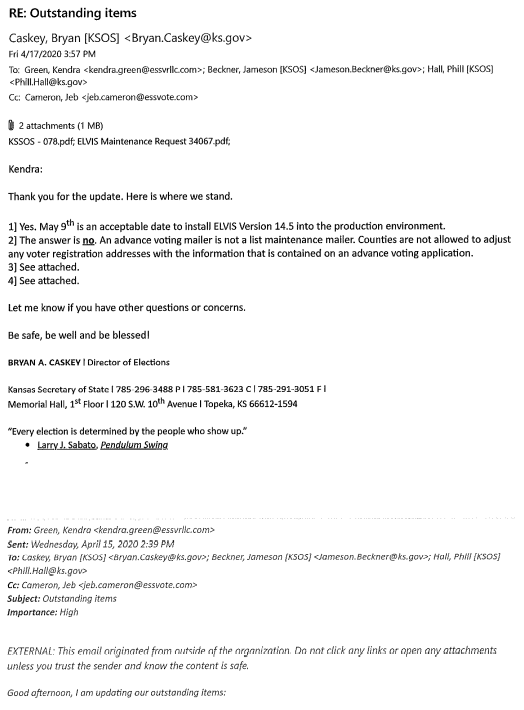 RE: Outstanding items
Caskey, Bryan [KSOS] <Bryan.Caskey@ks.gov>
Fri 4/17/2020 3:57 PM
To: Green, Kendra <kendra.green@essvrllc.com>; Beckner, Jameson [KSOS] <Jameson.Beckner@ks.gov>; Hall, Phill [KSOS]
<Phill.Hall@ks.gov>
Cc: Cameron, Jeb <jeb.cameron@essvote.com>
2 attachments (1 MB)
KSSOS - 078.pdf; ELVIS Maintenance Request 34067.pdf;
Kendra:
Thank you for the update. Here is where we stand.
1] Yes. May 9th is an acceptable date to install ELVIS Version 14.5 into the production environment.
2] The answer is no. An advance voting mailer is not a list maintenance mailer. Counties are not allowed to adjust
any voter registration addresses with the information that is contained on an advance voting application.
3] See attached.
4] See attached.
Let me know if you have other questions or concerns.
Be safe, be well and be blessed!
BRYAN A. CASKEY | Director of Elections
Kansas Secretary of State | 785-296-3488 P | 785-581-3623 C | 785-291-3051 F |
Memorial Hall, 1st Floor | 120 S.W. 10th Avenue | Topeka, KS 66612-1594
"Every election is determined by the people who show up."
• Larry J. Sabato, Pendulum Swing
-
From: Green, Kendra <kendra.green@essvrllc.com>
Sent: Wednesday, April 15, 2020 2:39 PM
To: Caskey, Bryan [KSOS] <Bryan.Caskey@ks.gov>; Beckner, Jameson [KSOS] <Jameson.Beckner@ks.gov>; Hall, Phill [KSOS]
<Phill.Hall@ks.gov>
Cc: Cameron, Jeb <jeb.cameron@essvote.com>
Subject: Outstanding items
Importance: High
EXTERNAL: This email originated from outside of the organization. Do not click any links or open any attachments
unless you trust the sender and know the content is safe.
Good afternoon, I am updating our outstanding items: